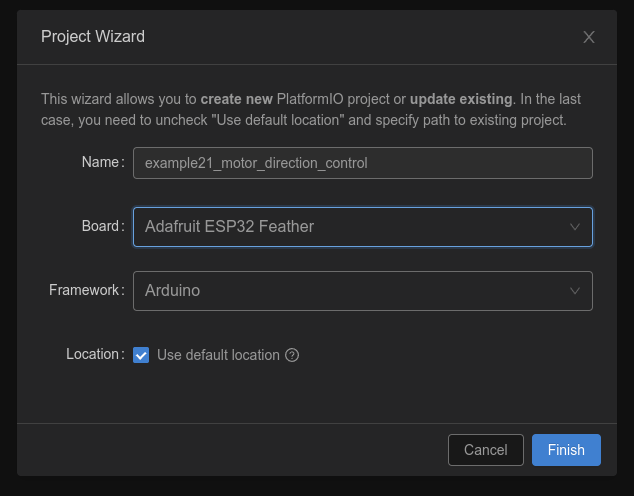 Project Wizard
This wizard allows you to create new PlatformIO project or update existing. In the last
case, you need to uncheck "Use default location" and specify path to existing project.
Name: example21_motor_direction_control
Board: Adafruit ESP32 Feather
Framework: Arduino
Location: Use default location
Cancel Finish